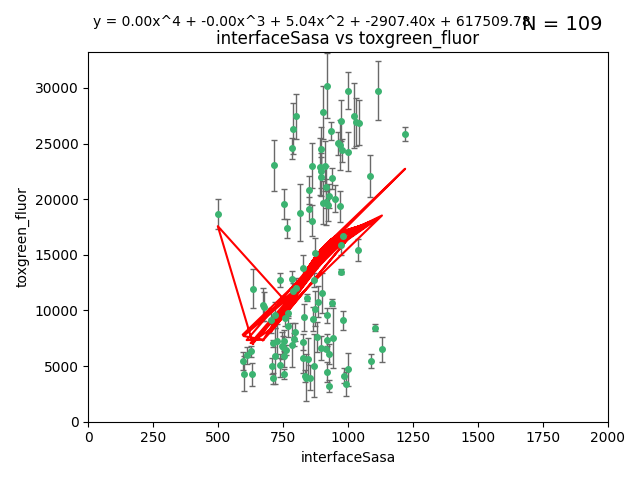 y = 0.00x^4 + -0.00x^3 + 5.04x^2 + -2907.40x + 617509.78
N = 109
interfaceSasa vs toxgreen_fluor
30000
25000
20000
15000
10000
5000
0
toxgreen_fluor
0 250 500 750 1000 1250 1500 1750 2000
interfaceSasa